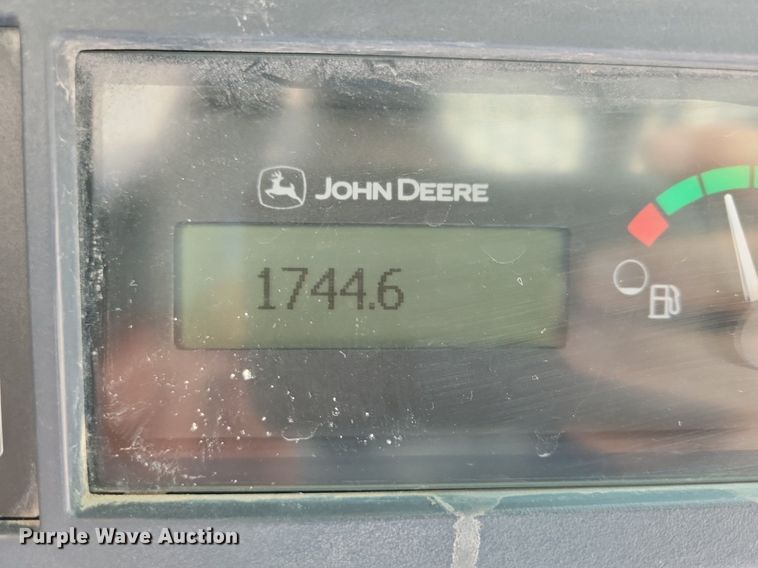 JOHN DEERE
1744.6
Purple Wave Auction